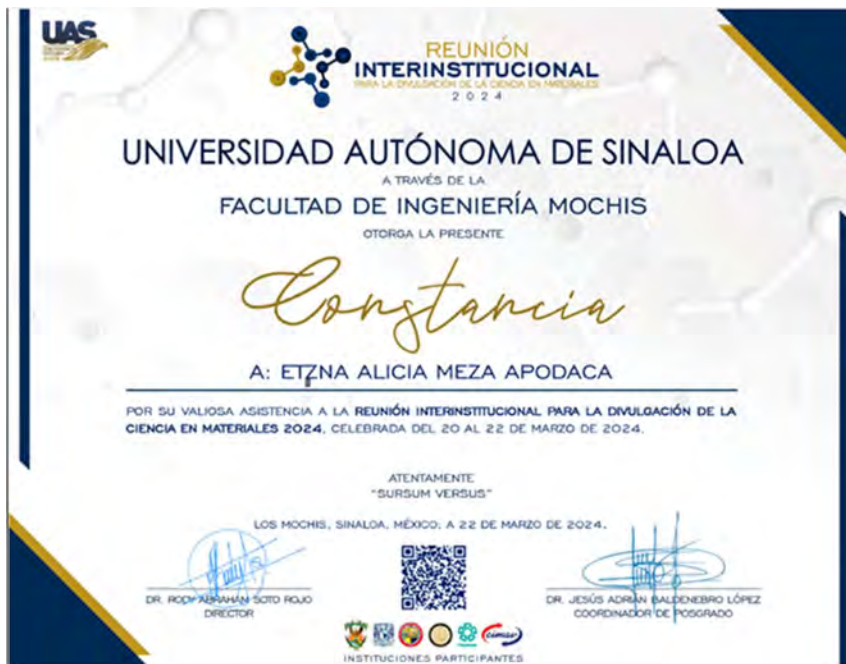 UAS
REUNIÓN
INTERINSTITUCIONAL
PARA LA DIVULGACIÓN DE LA CIENCIA EN MATERIALES
2024
UNIVERSIDAD AUTÓNOMA DE SINALOA
A TRAVÉS DE LA
FACULTAD DE INGENIERÍA MOCHIS
OTORGA LA PRESENTE
Constancia
A: ETZNA ALICIA MEZA APODACA
POR SU VALIOSA ASISTENCIA A LA REUNIÓN INTERINSTITUCIONAL PARA LA DIVULGACIÓN DE LA
CIENCIA EN MATERIALES 2024, CELEBRADA DEL 20 AL 22 DE MARZO DE 2024.
ATENTAMENTE
"SURSUM VERSUS"
LOS MOCHIS, SINALOA, MÉXICO; A 22 DE MARZO DE 2024.
DR. RODY ABRAHAM SOTO ROJO
DIRECTOR
DR. JESÚS ADRIÁN BALDENEBRO LÓPEZ
COORDINADOR DE POSGRADO
cimav
INSTITUCIONES PARTICIPANTES